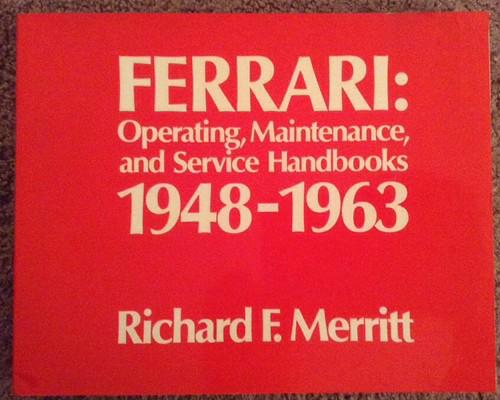 FERRARI:
Operating, Maintenance,
and Service Handbooks
1948-1963
Richard F. Merritt